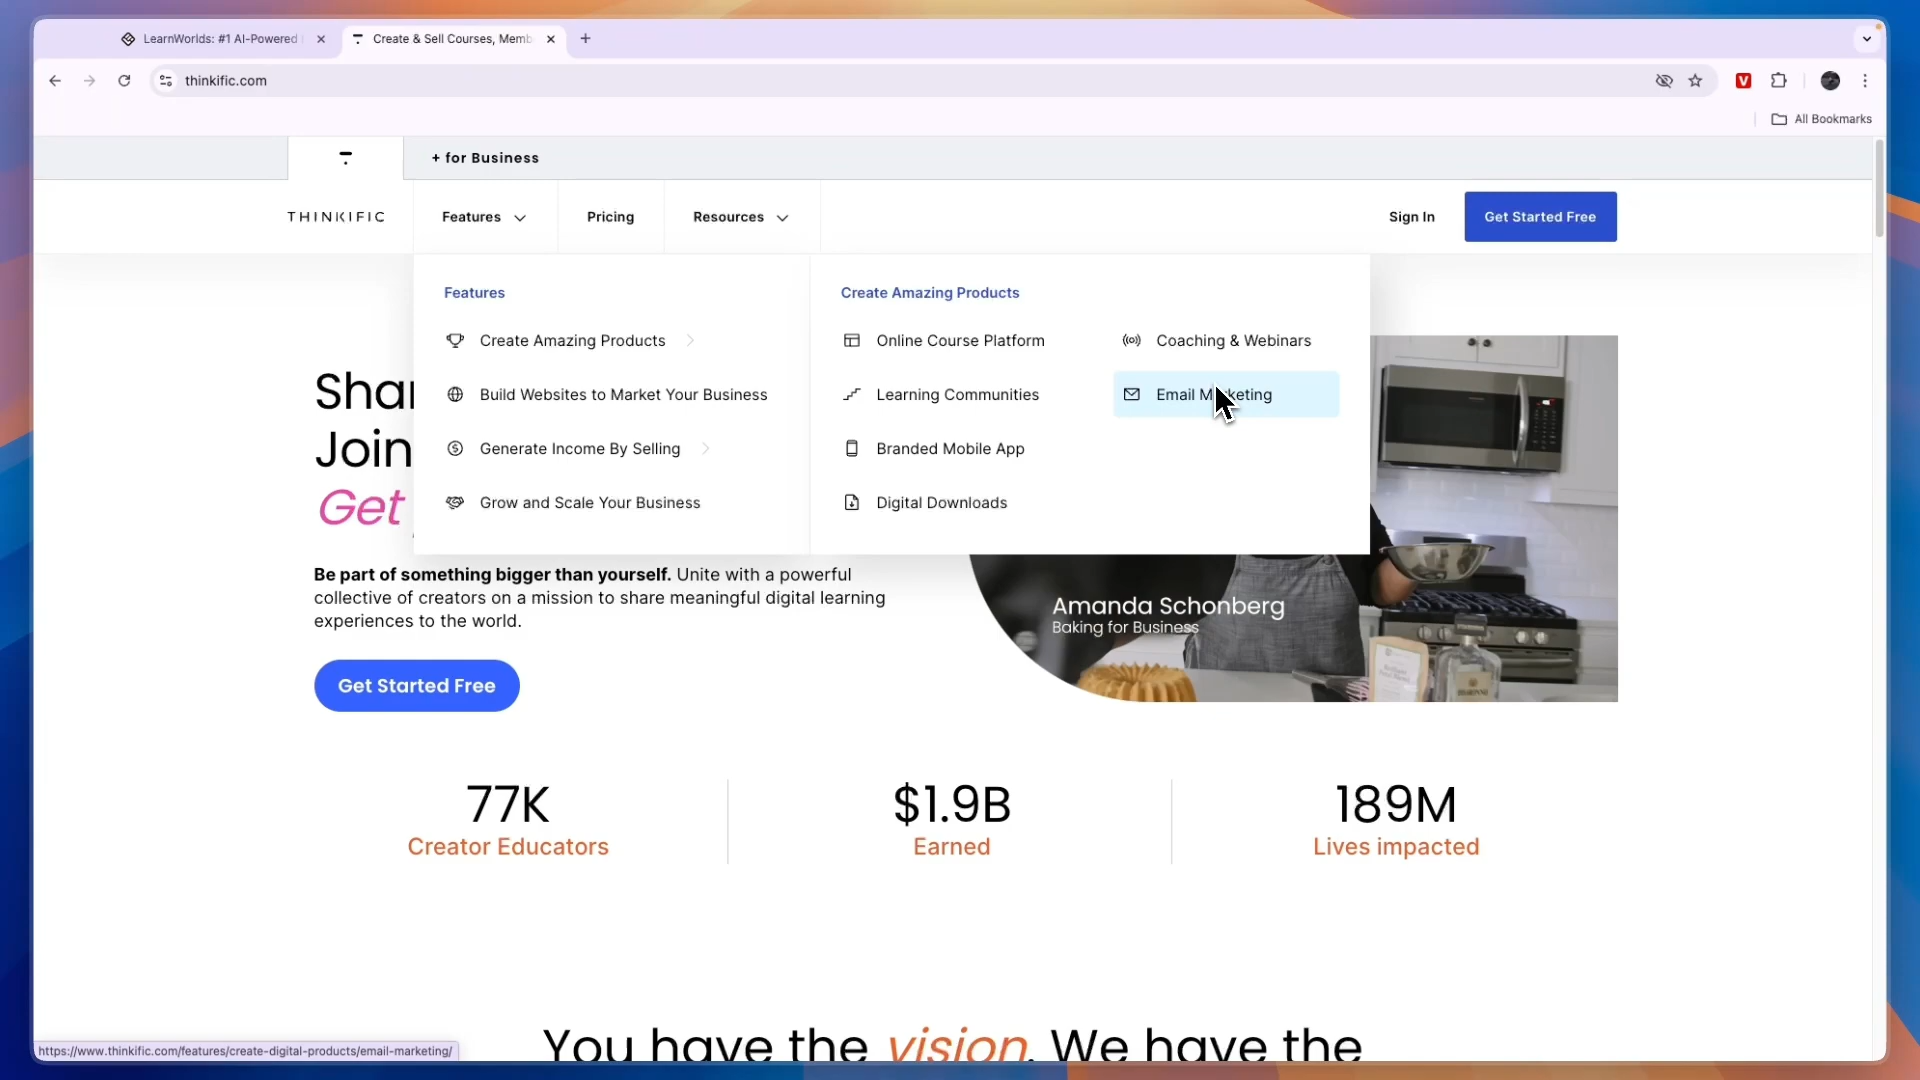 LearnWorlds: #1 AI-Powered
Create & Sell Courses, Memb
thinkific.com
All Bookmarks
+ for Business
THINKIFIC
Features
Pricing
Resources
Sign In
Get Started Free
Features
Create Amazing Products
Build Websites to Market Your Business
Generate Income By Selling
Grow and Scale Your Business
Create Amazing Products
Online Course Platform
Learning Communities
Branded Mobile App
Digital Downloads
Coaching & Webinars
Email Marketing
Shar
Join
Get
Be part of something bigger than yourself. Unite with a powerful
collective of creators on a mission to share meaningful digital learning
experiences to the world.
Get Started Free
Amanda Schonberg
Baking for Business
77K
Creator Educators
$1.9B
Earned
189M
Lives impacted
You have the vision. We have the
https://www.thinkific.com/features/create-digital-products/email-marketing/